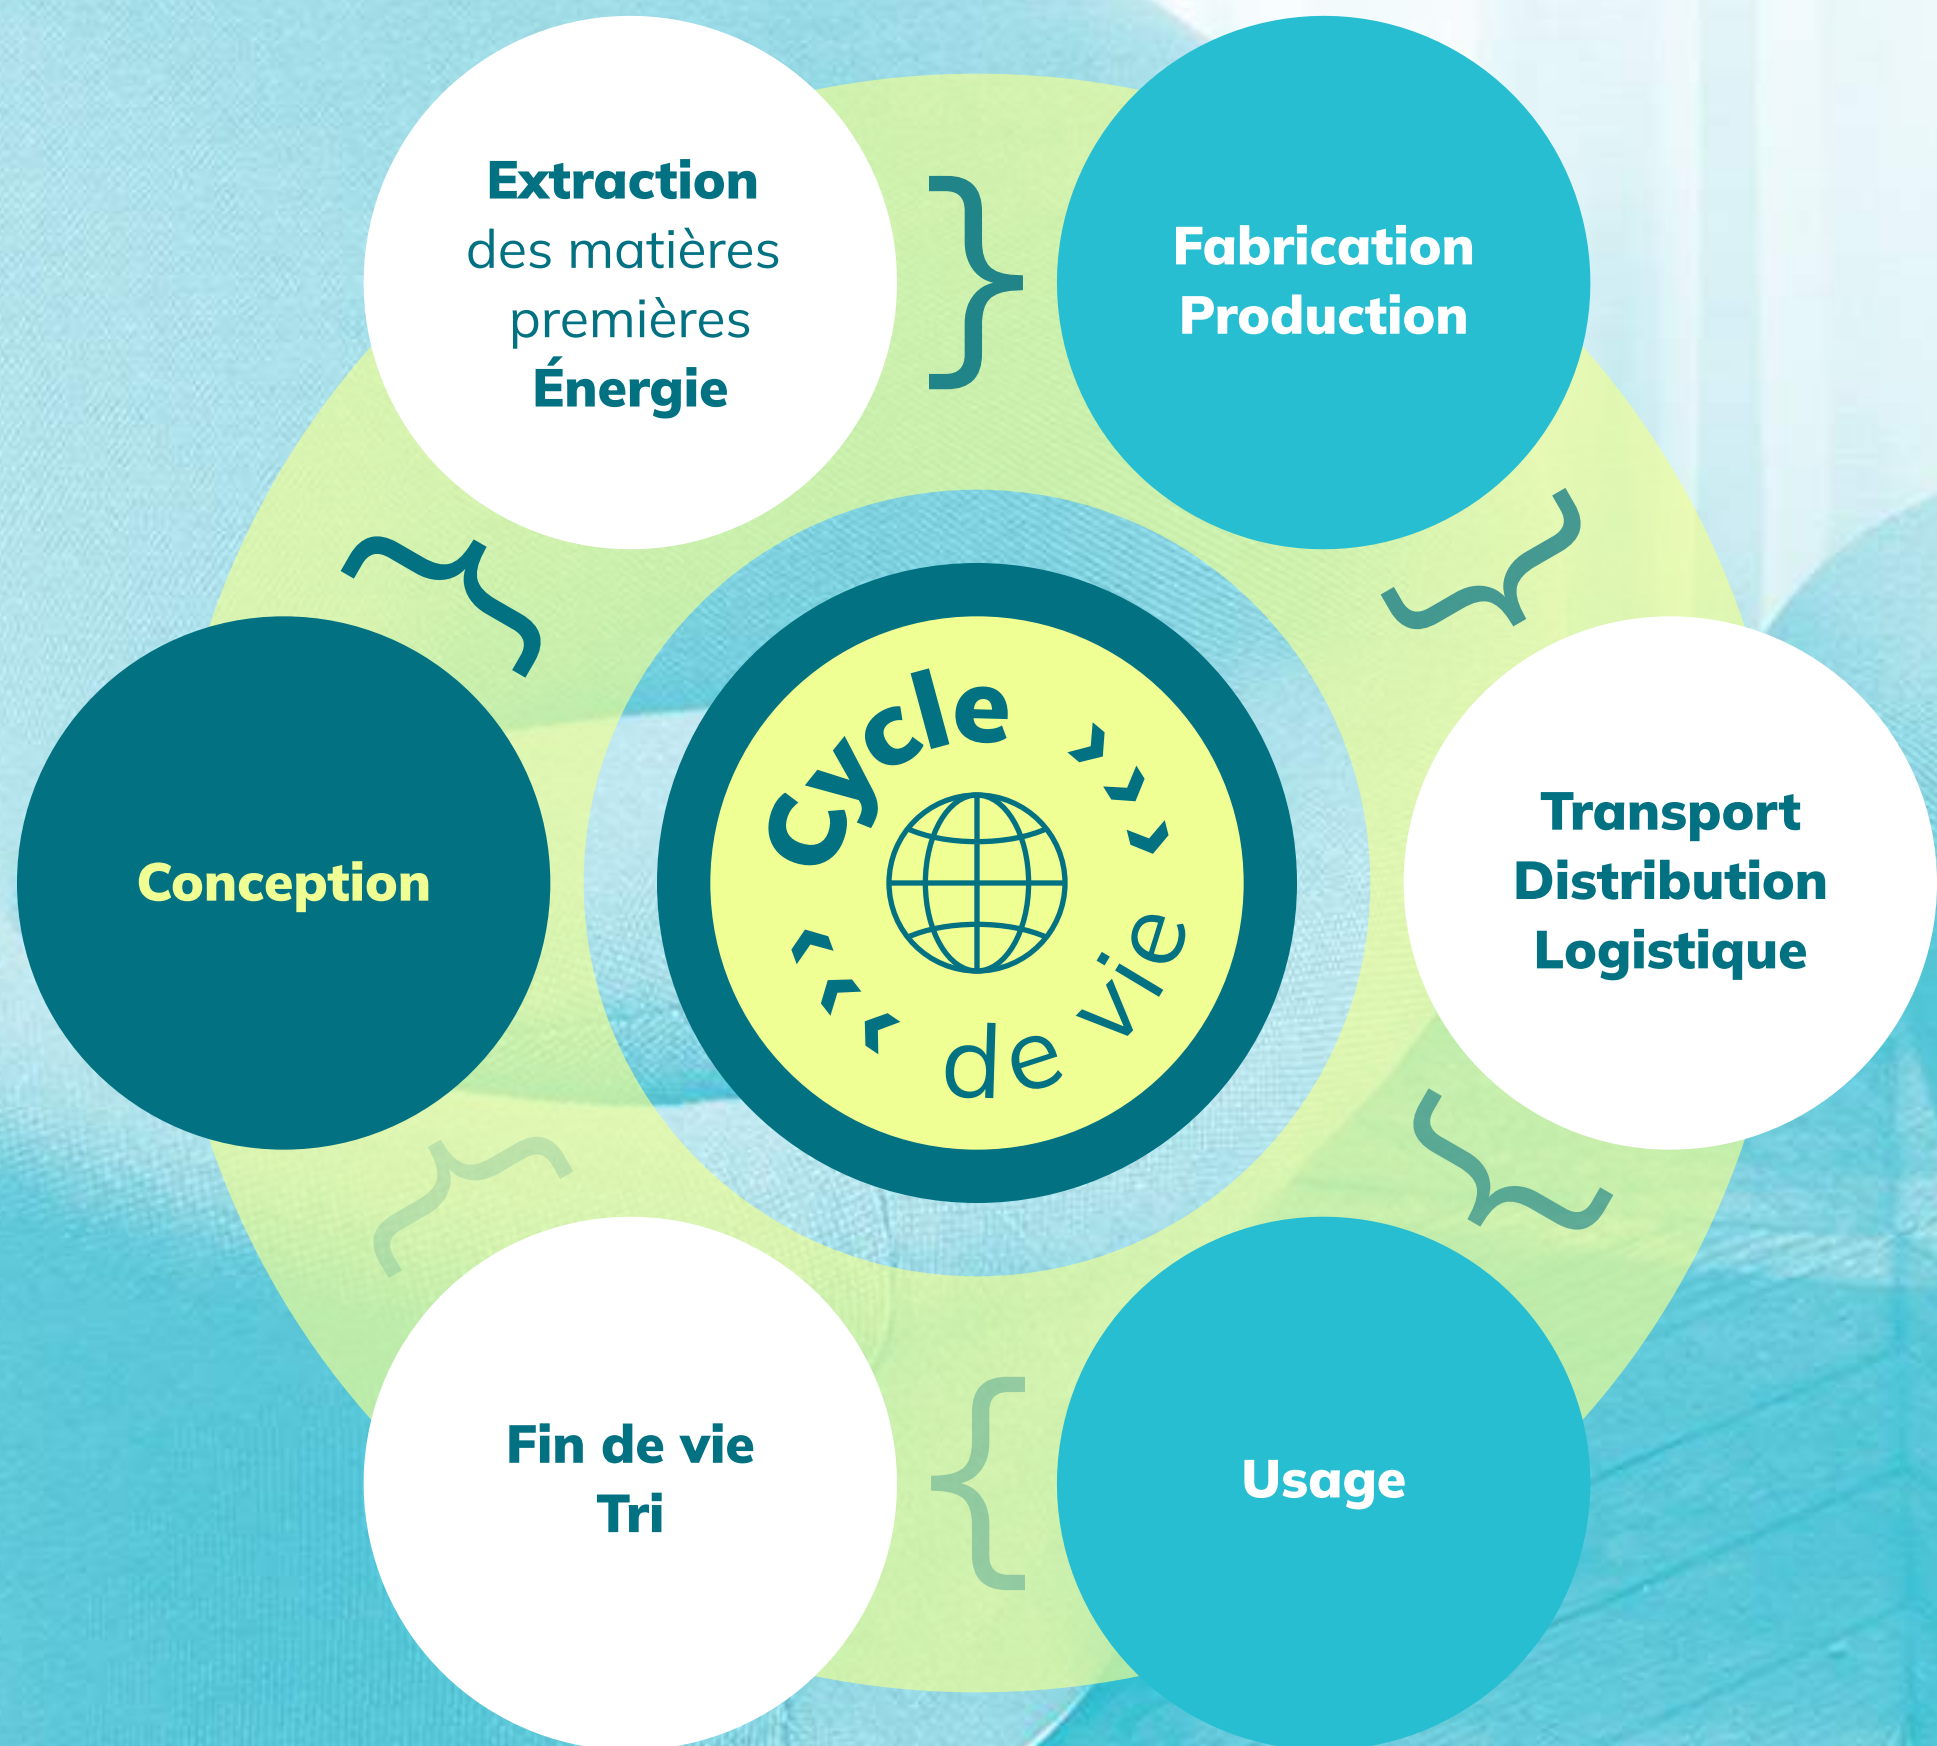 Extraction
des matières
premières
Énergie
Fabrication
Production
Transport
Distribution
Logistique
Usage
Fin de vie
Tri
Conception
Cycle
de vie